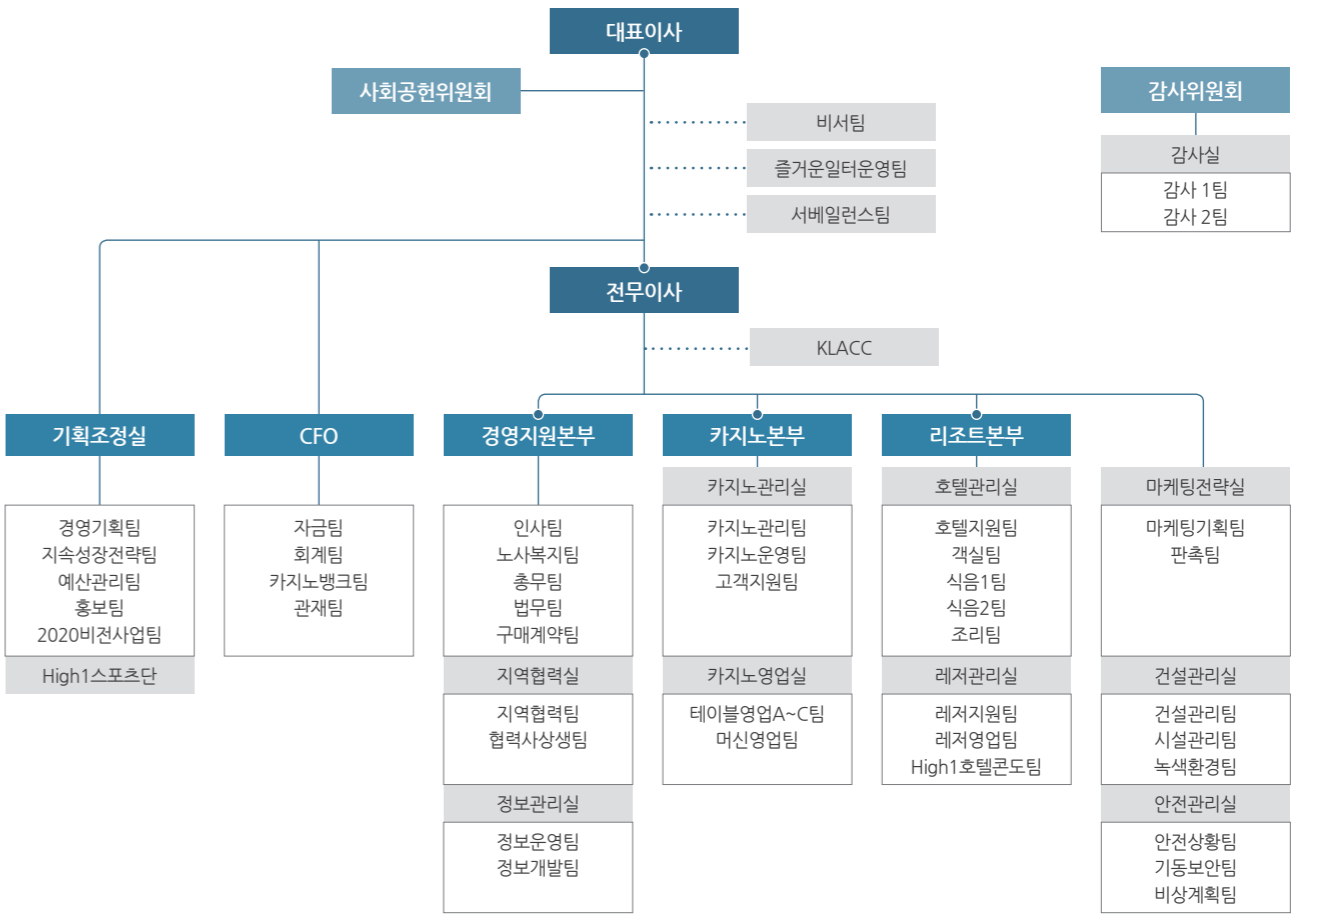 대표이사
사회공헌위원회
감사위원회
비서팀
즐거운일터운영팀
서베일런스팀
감사실
감사 1팀
감사 2팀
전무이사
KLACC
기획조정실
경영기획팀
지속성장전략팀
예산관리팀
홍보팀
2020비전사업팀
High1스포츠단
CFO
자금팀
회계팀
카지노뱅크팀
관재팀
경영지원본부
인사팀
노사복지팀
총무팀
법무팀
구매계약팀
지역협력실
지역협력팀
협력사상생팀
정보관리실
정보운영팀
정보개발팀
카지노본부
카지노관리실
카지노관리팀
카지노운영팀
고객지원팀
카지노영업실
테이블영업A~C팀
머신영업팀
리조트본부
호텔관리실
호텔지원팀
객실팀
식음1팀
식음2팀
조리팀
레저관리실
레저지원팀
레저영업팀
High1호텔콘도팀
마케팅전략실
마케팅기획팀
판촉팀
건설관리실
건설관리팀
시설관리팀
녹색환경팀
안전관리실
안전상황팀
기동보안팀
비상계획팀